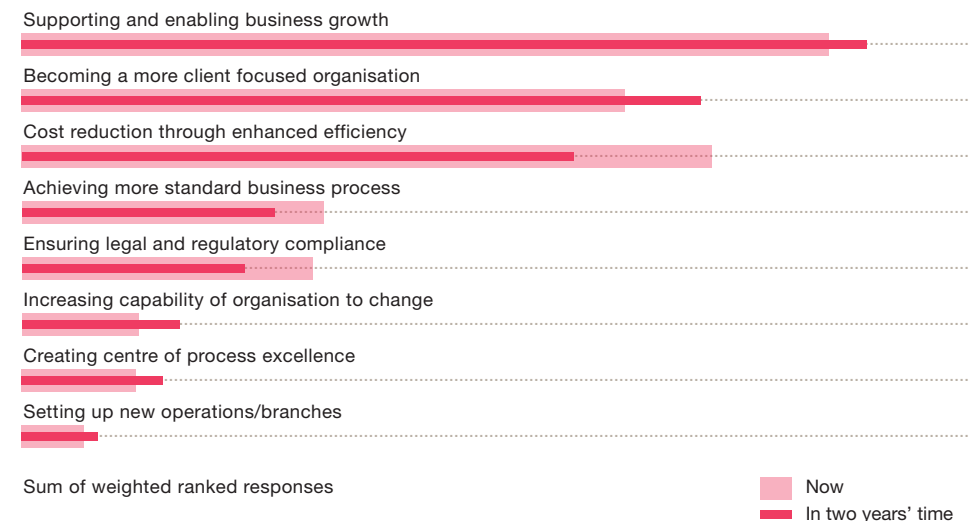 Supporting and enabling business growth
Becoming a more client focused organisation
Cost reduction through enhanced efficiency
Achieving more standard business process
Ensuring legal and regulatory compliance
Increasing capability of organisation to change
Creating centre of process excellence
Setting up new operations/branches
Sum of weighted ranked responses
Now
In two years’ time